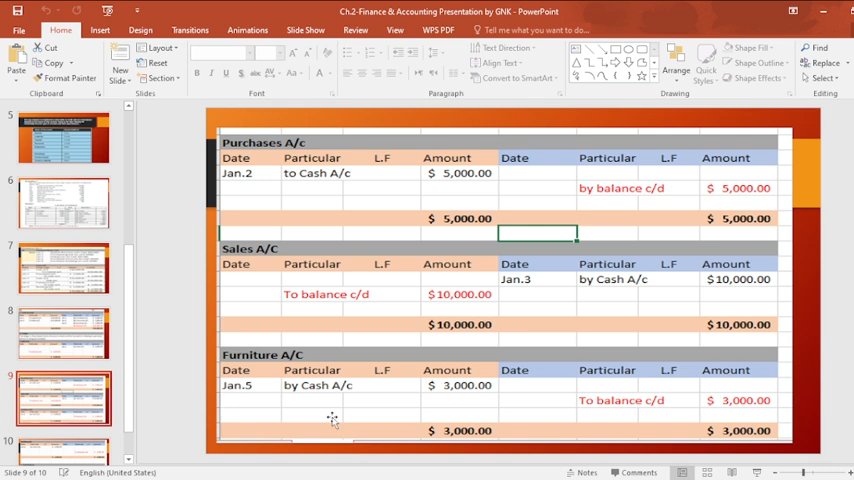 Ch.2-Finance & Accounting Presentation by GNK - PowerPoint
File Home Insert Design Transitions Animations Slide Show Review View WPS PDF Tell me what you want to do...
Cut Layout Text Direction Shape Fill Find
Paste Copy New Slide Reset Align Text Arrange Quick Styles Shape Outline Replace
Format Painter Section Convert to SmartArt Shape Effects Select
Clipboard Slides Font Paragraph Drawing Editing
5
6
7
8
9
10
Purchases A/c
Date Particular L.F Amount Date Particular L.F Amount
Jan.2 to Cash A/c $ 5,000.00
by balance c/d $ 5,000.00
$ 5,000.00 $ 5,000.00
Sales A/C
Date Particular L.F Amount Date Particular L.F Amount
Jan.3 by Cash A/C $10,000.00
To balance c/d $10,000.00
$10,000.00 $10,000.00
Furniture A/C
Date Particular L.F Amount Date Particular L.F Amount
Jan.5 by Cash A/c $ 3,000.00
To balance c/d $ 3,000.00
$ 3,000.00 $ 3,000.00
Slide 9 of 10 English (United States) Notes Comments